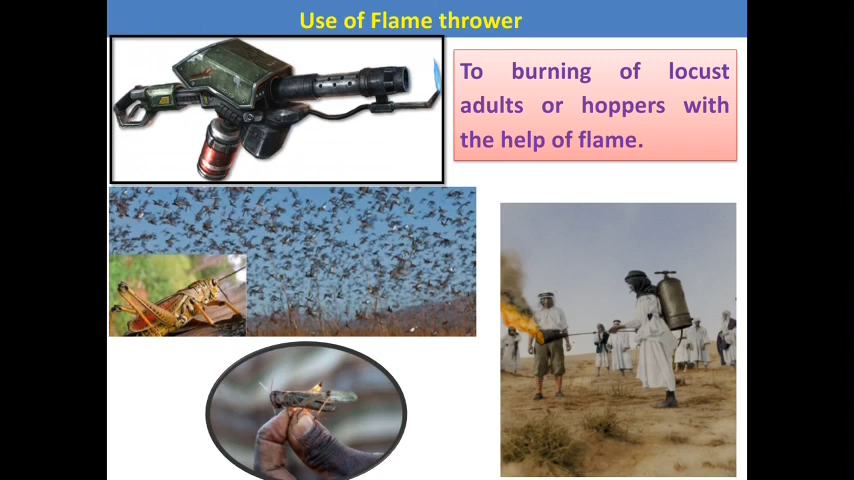 Use of Flame thrower
To burning of locust
adults or hoppers with
the help of flame.